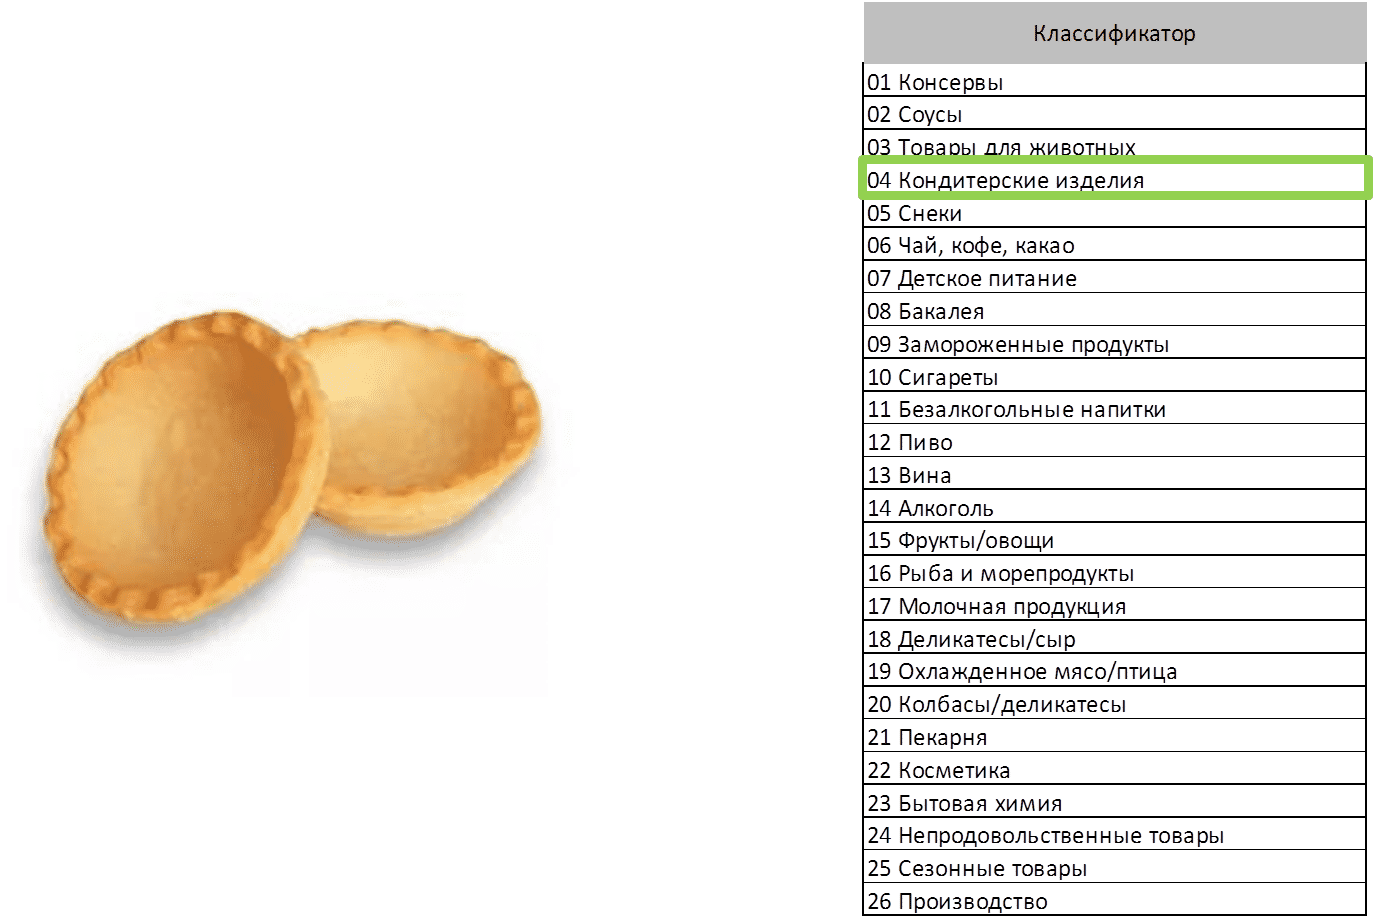 Классификатор
01 Консервы
02 Соусы
03 Товары для животных
04 Кондитерские изделия
05 Снеки
06 Чай, кофе, какао
07 Детское питание
08 Бакалея
09 Замороженные продукты
10 Сигареты
11 Безалкогольные напитки
12 Пиво
13 Вина
14 Алкоголь
15 Фрукты/овощи
16 Рыба и морепродукты
17 Молочная продукция
18 Деликатесы/сыр
19 Охлажденное мясо/птица
20 Колбасы/деликатесы
21 Пекарня
22 Косметика
23 Бытовая химия
24 Непродовольственные товары
25 Сезонные товары
26 Производство